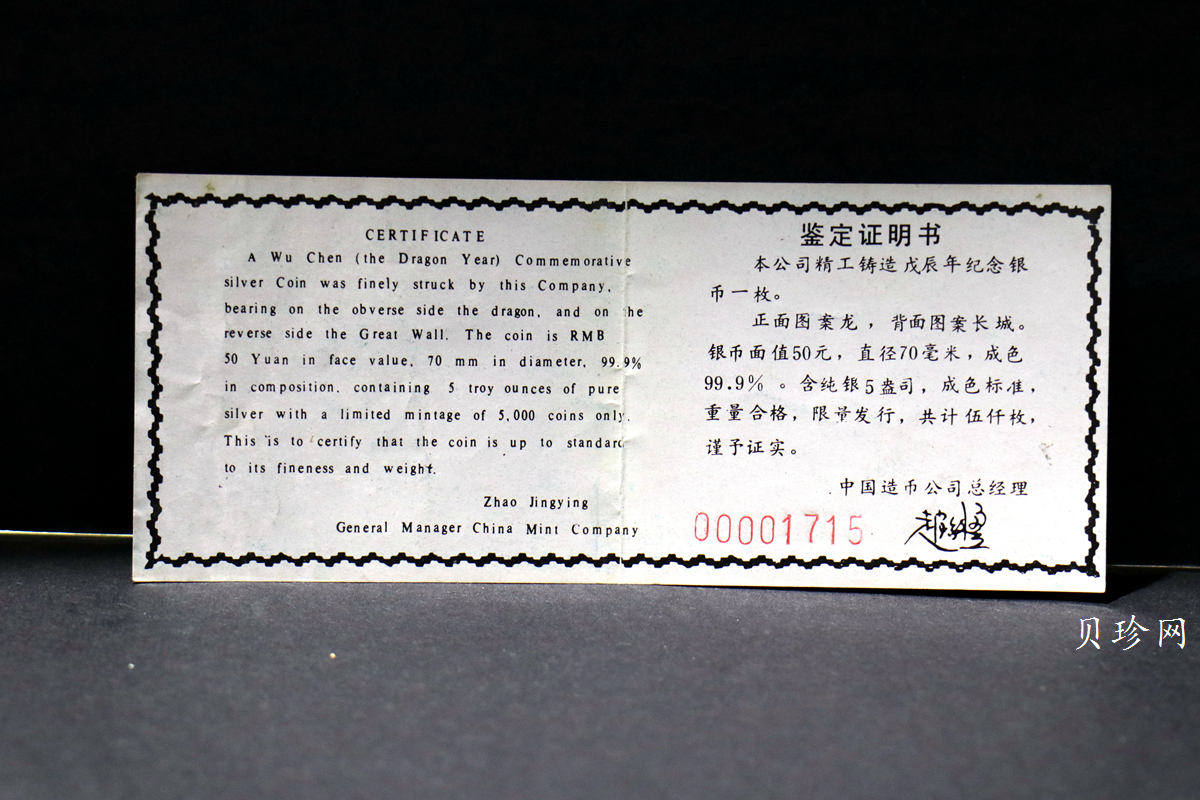 CERTIFICATE
A Wu Chen (the Dragon Year) Commemorative
silver Coin was finely struck by this Company,
bearing on the obverse side the dragon, and on the
reverse side the Great Wall. The coin is RMB
50 Yuan in face value, 70 mm in diameter, 99.9%
in composition, containing 5 troy ounces of pure
silver with a limited mintage of 5,000 coins only.
This is to certify that the coin is up to standard
to its fineness and weight.
Zhao Jingying
General Manager China Mint Company
鉴定证明书
本公司精工铸造戊辰年纪念银
币一枚。
正面图案龙，背面图案长城。
银币面值50元，直径70毫米，成色
99.9%。含纯银5盎司，成色标准，
重量合格，限量发行，共计伍仟枚，
谨予证实。
中国造币公司总经理
00001715
贝珍网